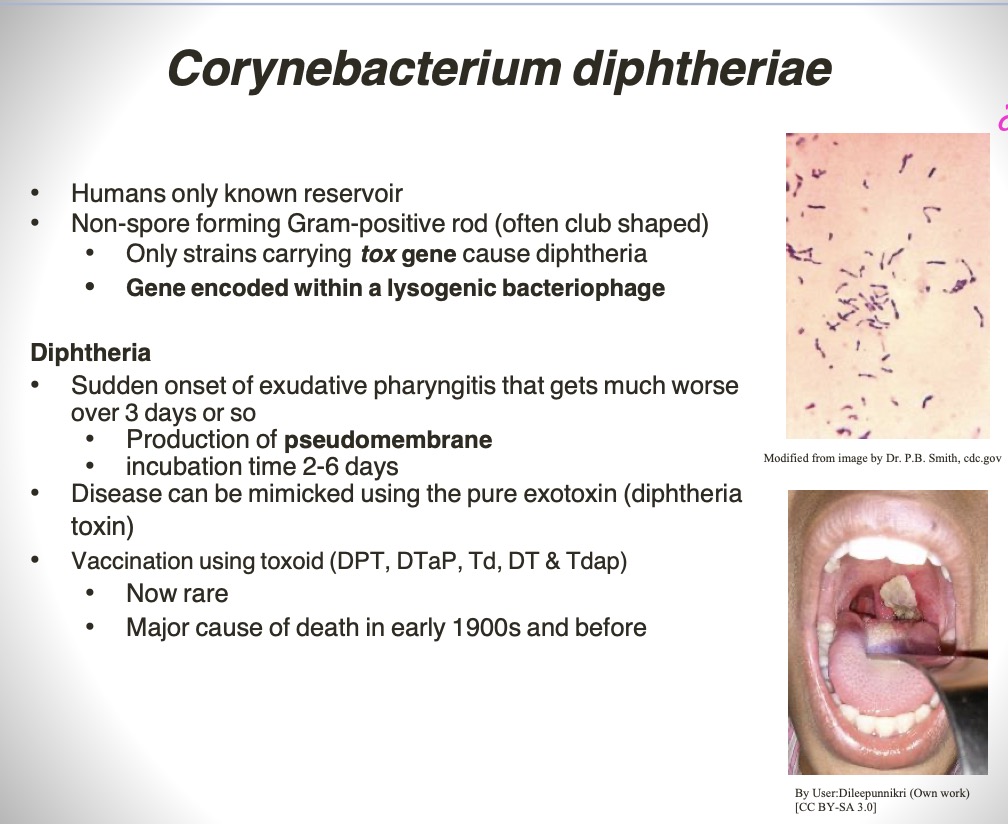 Corynebacterium diphtheriae
• Humans only known reservoir
• Non-spore forming Gram-positive rod (often club shaped)
• Only strains carrying tox gene cause diphtheria
• Gene encoded within a lysogenic bacteriophage
Diphtheria
• Sudden onset of exudative pharyngitis that gets much worse
over 3 days or so
• Production of pseudomembrane
• incubation time 2-6 days
• Disease can be mimicked using the pure exotoxin (diphtheria
toxin)
• Vaccination using toxoid (DPT, DTaP, Td, DT & Tdap)
• Now rare
• Major cause of death in early 1900s and before
Modified from image by Dr. P.B. Smith, cdc.gov
By User:Dileepunnikri (Own work)
[CC BY-SA 3.0]